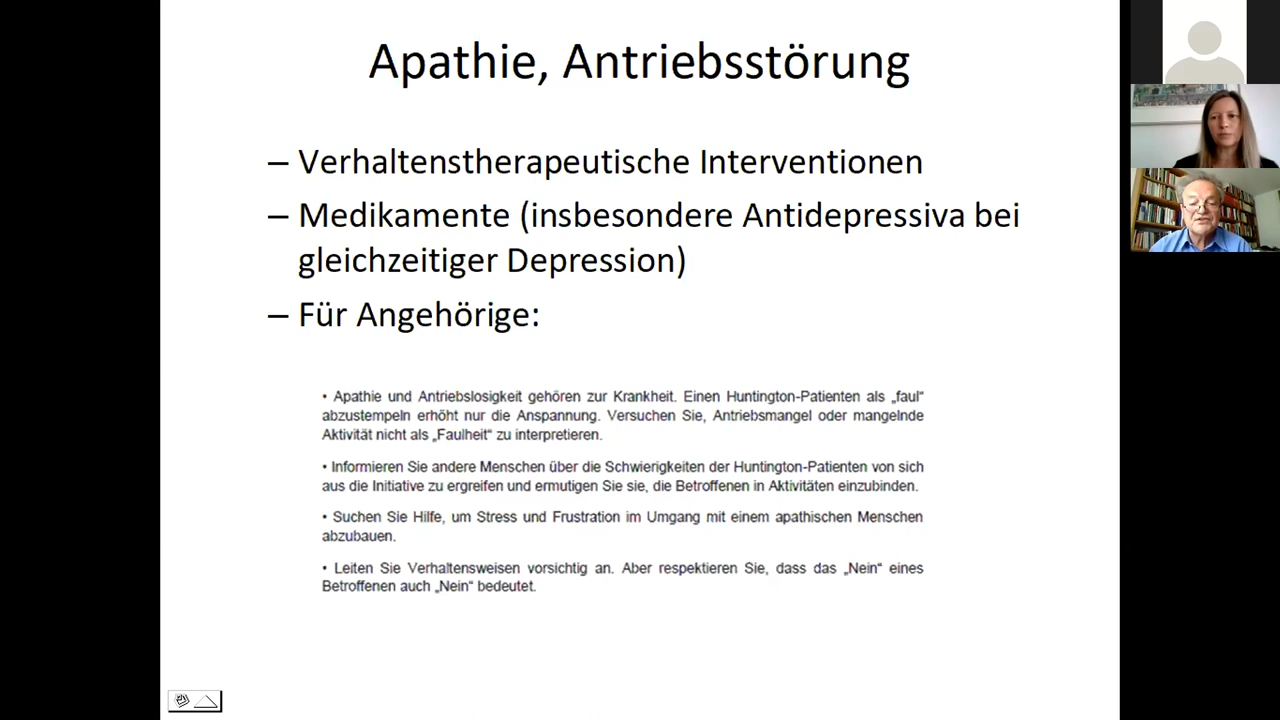 Apathie, Antriebsstörung
– Verhaltenstherapeutische Interventionen
– Medikamente (insbesondere Antidepressiva bei
gleichzeitiger Depression)
– Für Angehörige:
• Apathie und Antriebslosigkeit gehören zur Krankheit. Einen Huntington-Patienten als „faul“
abzustempeln erhöht nur die Anspannung. Versuchen Sie, Antriebsmangel oder mangelnde
Aktivität nicht als „Faulheit“ zu interpretieren.
• Informieren Sie andere Menschen über die Schwierigkeiten der Huntington-Patienten von sich
aus die Initiative zu ergreifen und ermutigen Sie sie, die Betroffenen in Aktivitäten einzubinden.
• Suchen Sie Hilfe, um Stress und Frustration im Umgang mit einem apathischen Menschen
abzubauen.
• Leiten Sie Verhaltensweisen vorsichtig an. Aber respektieren Sie, dass das „Nein“ eines
Betroffenen auch „Nein“ bedeutet.